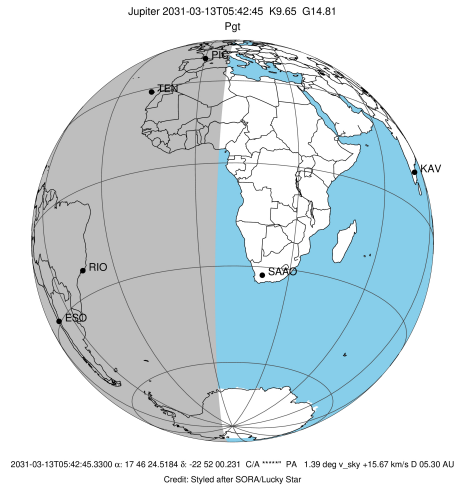 Jupiter 2031-03-13T05:42:45 K9.65 G14.81
Pgt
PIC
TEN
KAV
RIO
SAAO
ESO
2031-03-13T05:42:45.3300 α: 17 46 24.5184 δ: -22 52 00.231 C/A *****" PA 1.39 deg v_sky +15.67 km/s D 05.30 AU
Credit: Styled after SORA/Lucky Star